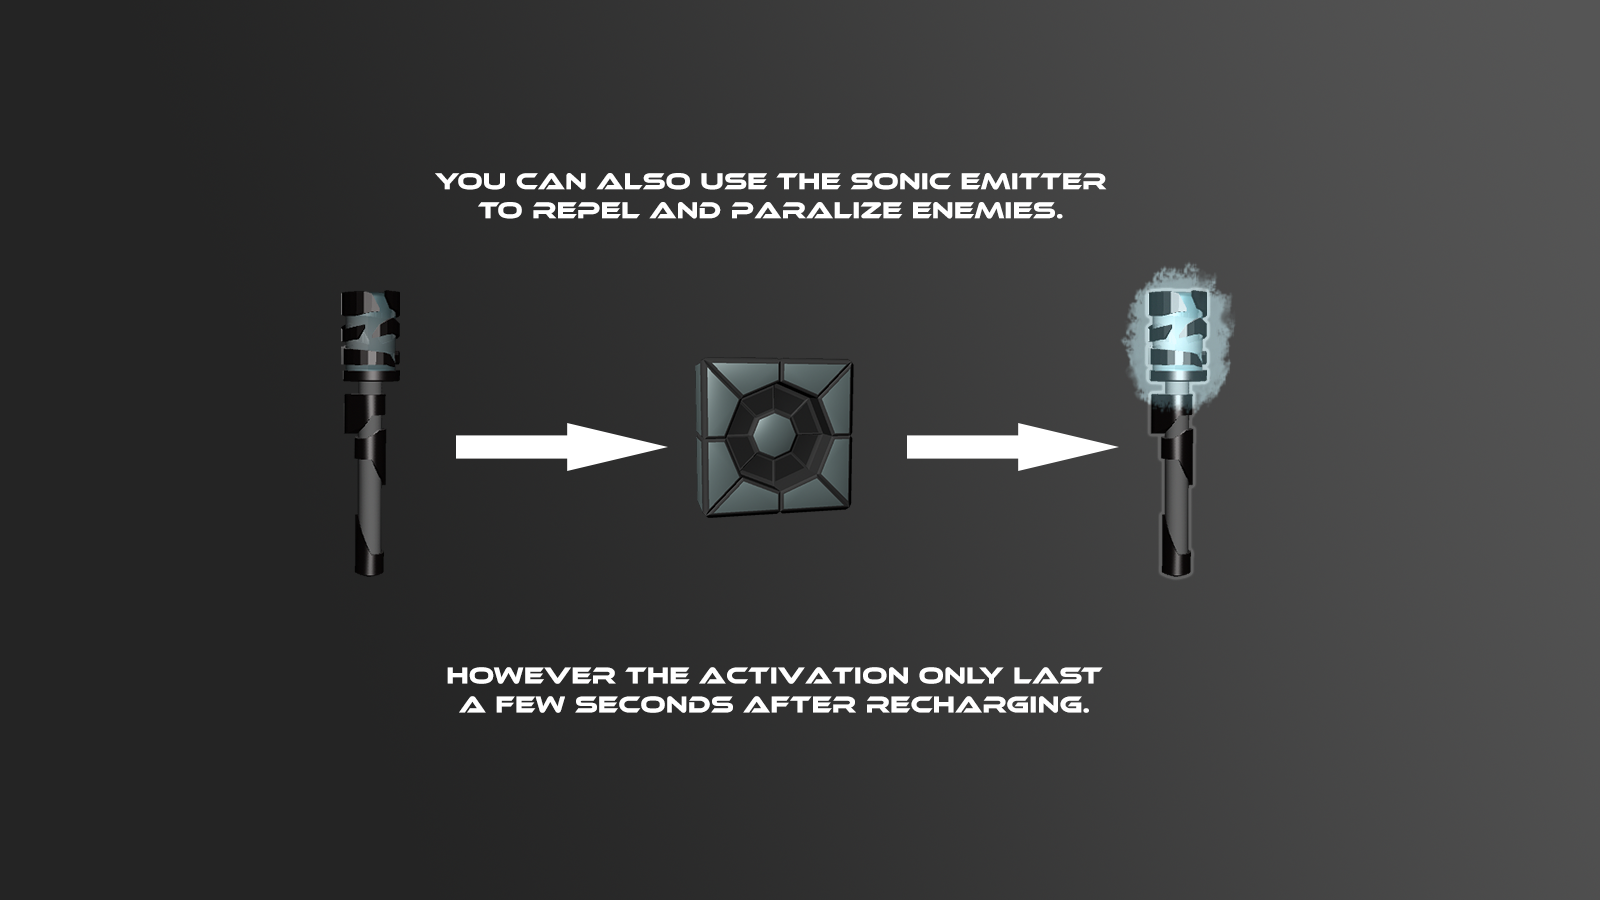 YOU CAN ALSO USE THE SONIC EMITTER
TO REPEL AND PARALIZE ENEMIES.
HOWEVER THE ACTIVATION ONLY LAST
A FEW SECONDS AFTER RECHARGING.